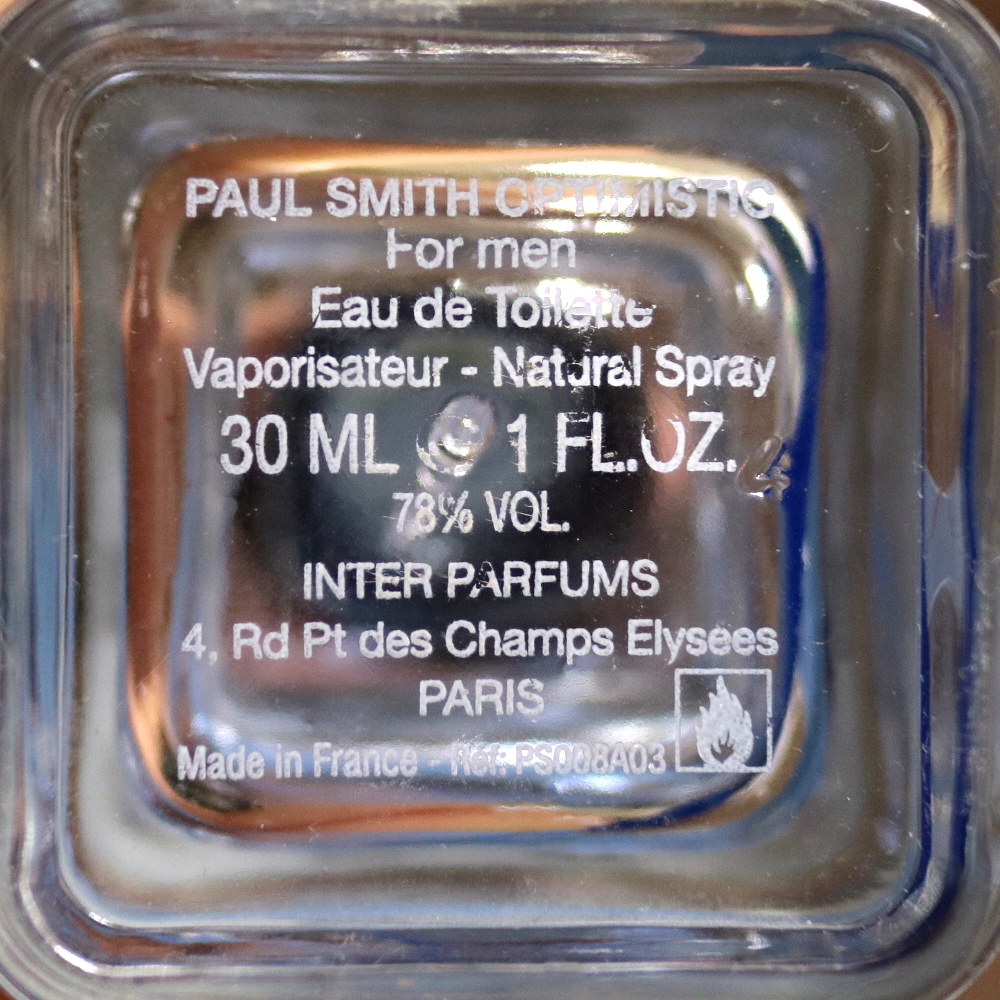 PAUL SMITH OPTIMISTIC
For men
Eau de Toilette
Vaporisateur - Natural Spray
30 ML ℮ 1 FL.OZ.
78% VOL.
INTER PARFUMS
4, Rd Pt des Champs Elysees
PARIS
Made in France - Ref: PS008A03